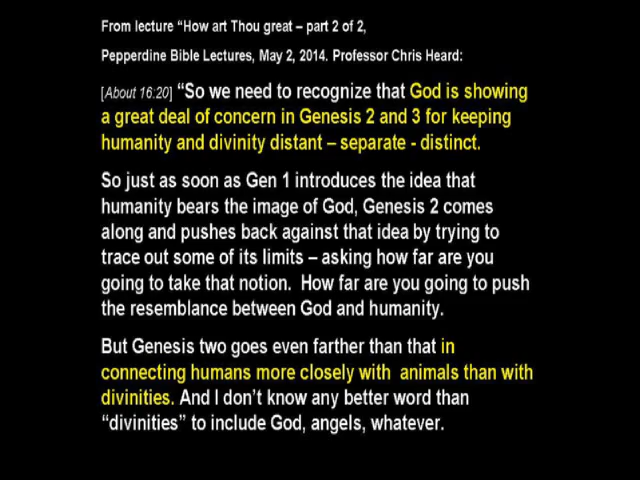 From lecture “How art Thou great – part 2 of 2,
Pepperdine Bible Lectures, May 2, 2014. Professor Chris Heard:
[About 16:20] “So we need to recognize that God is showing
a great deal of concern in Genesis 2 and 3 for keeping
humanity and divinity distant – separate - distinct.
So just as soon as Gen 1 introduces the idea that
humanity bears the image of God, Genesis 2 comes
along and pushes back against that idea by trying to
trace out some of its limits – asking how far are you
going to take that notion. How far are you going to push
the resemblance between God and humanity.
But Genesis two goes even farther than that in
connecting humans more closely with animals than with
divinities. And I don’t know any better word than
“divinities” to include God, angels, whatever.